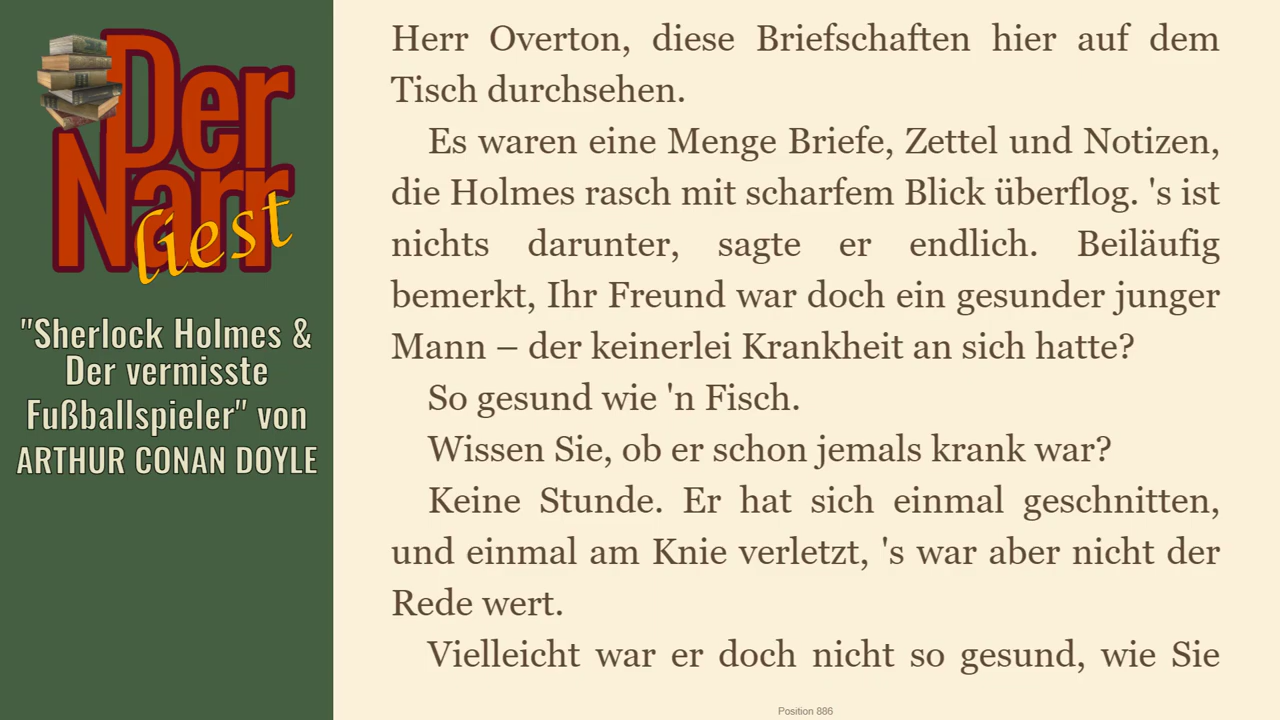 Der
Narr
liest
"Sherlock Holmes &
Der vermisste
Fußballspieler" von
ARTHUR CONAN DOYLE
Herr Overton, diese Briefschaften hier auf dem
Tisch durchsehen.
Es waren eine Menge Briefe, Zettel und Notizen,
die Holmes rasch mit scharfem Blick überflog. 's ist
nichts darunter, sagte er endlich. Beiläufig
bemerkt, Ihr Freund war doch ein gesunder junger
Mann – der keinerlei Krankheit an sich hatte?
So gesund wie 'n Fisch.
Wissen Sie, ob er schon jemals krank war?
Keine Stunde. Er hat sich einmal geschnitten,
und einmal am Knie verletzt, 's war aber nicht der
Rede wert.
Vielleicht war er doch nicht so gesund, wie Sie
Position 886